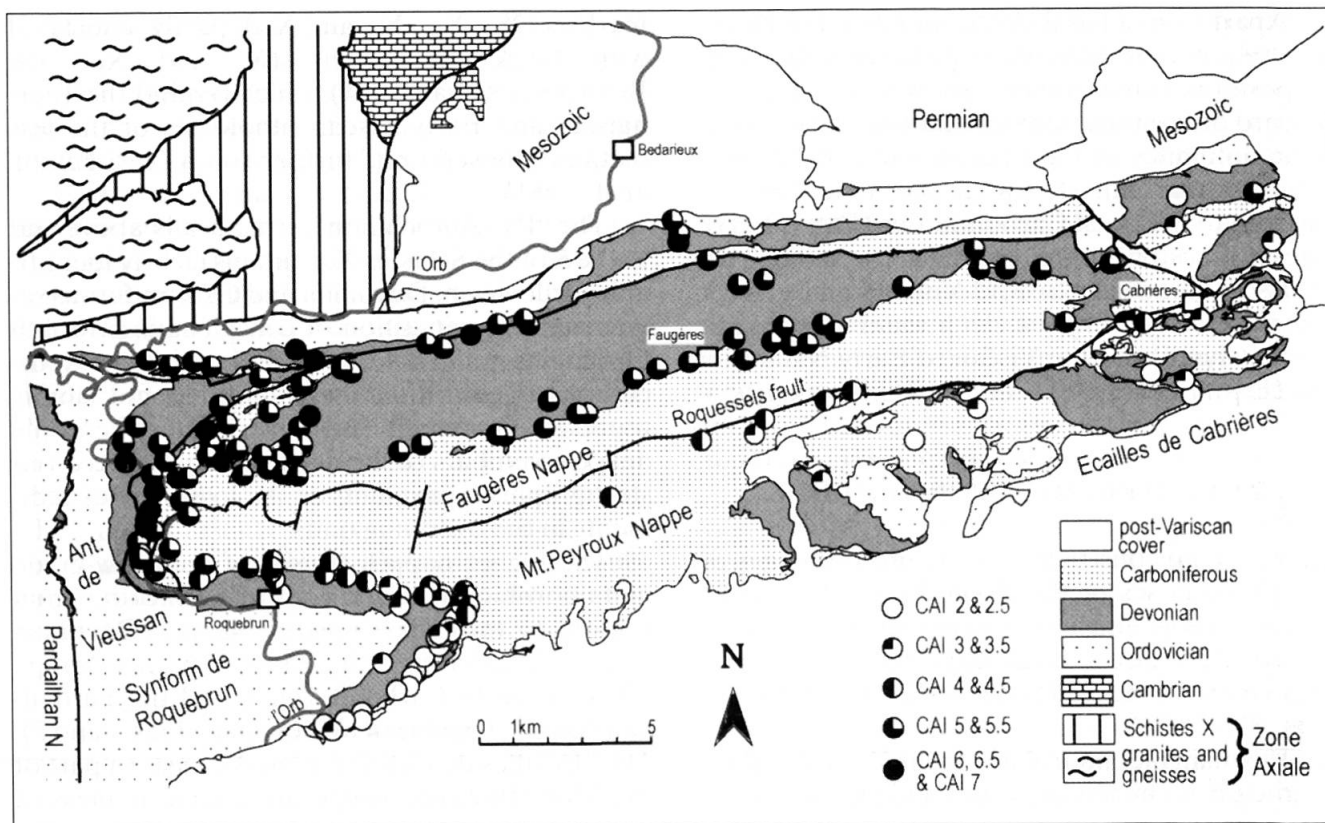 Mesozoic
Permian
Mesozoic
Bedarieux
l'Orb
Cabrières
Faugères
Roquessels fault
Ecailles de Cabrières
Faugères Nappe
Mt.Peyroux Nappe
Ant.
de
Vieussan
Roquebrun
Pardailhan N.
Synform de
Roquebrun
l'Orb
N
0 1km 5
CAI 2 & 2.5
CAI 3 & 3.5
CAI 4 & 4.5
CAI 5 & 5.5
CAI 6, 6.5
& CAI 7
post-Variscan
cover
Carboniferous
Devonian
Ordovician
Cambrian
Schistes X
granites and
gneisses
Zone
Axiale